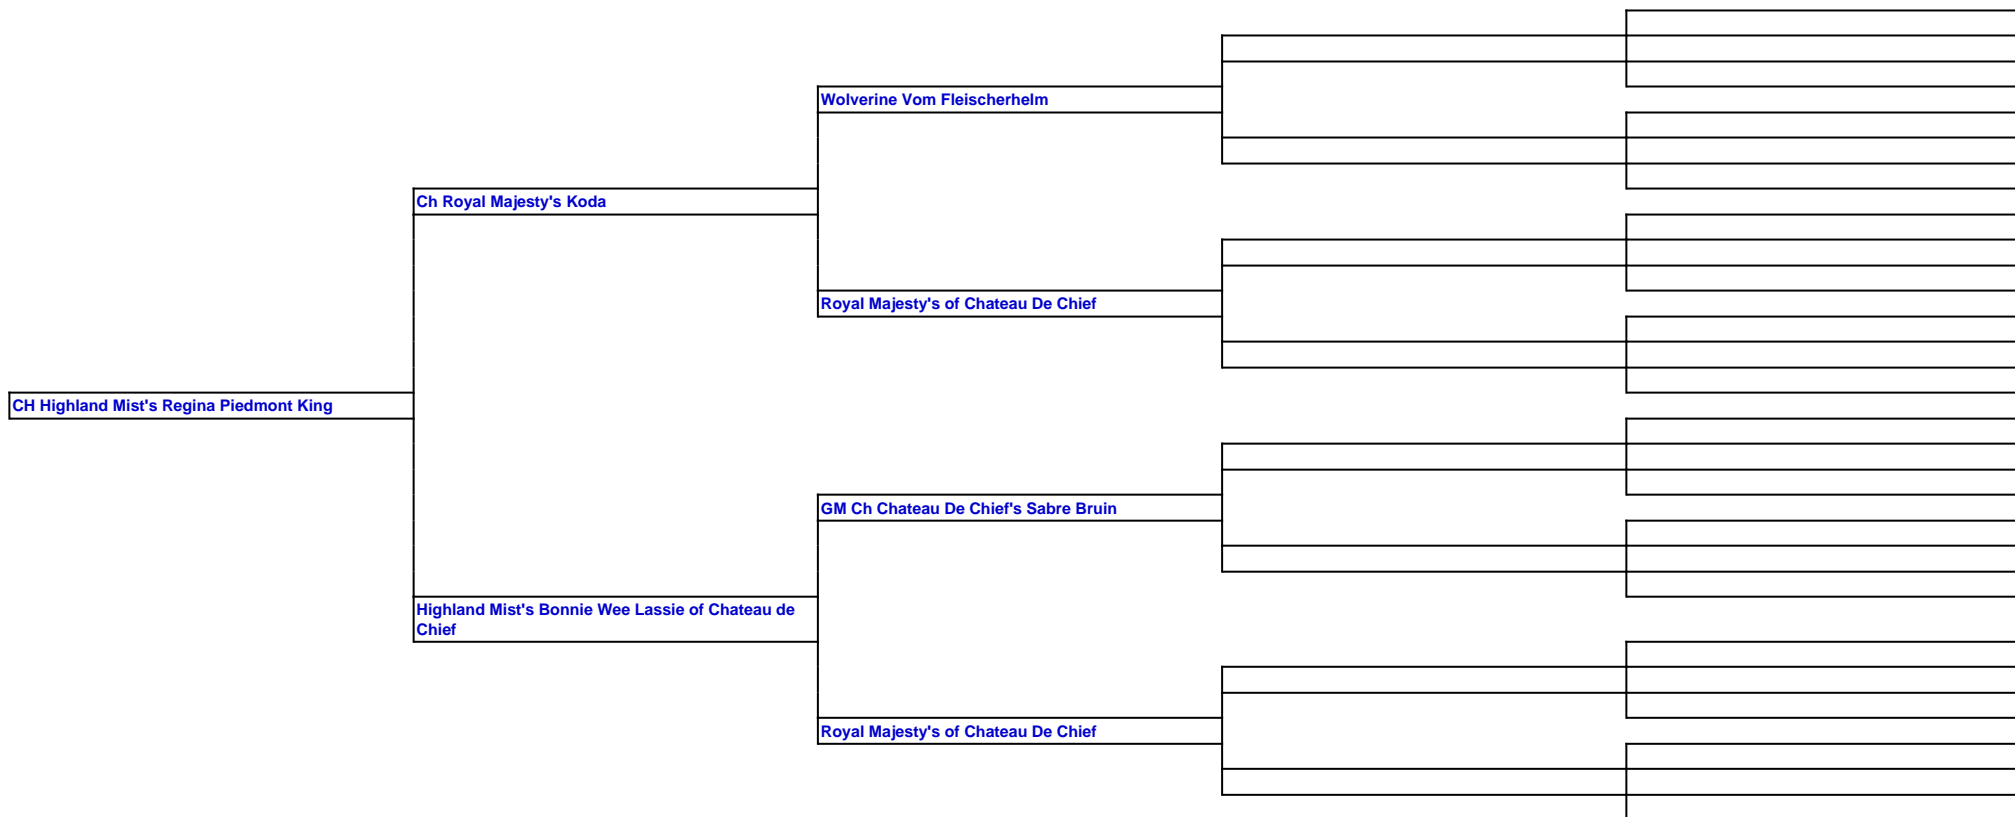 Wolverine Vom Fleischerhelm
Ch Royal Majesty's Koda
Royal Majesty's of Chateau De Chief
CH Highland Mist's Regina Piedmont King
GM Ch Chateau De Chief's Sabre Bruin
Highland Mist's Bonnie Wee Lassie of Chateau de
Chief
Royal Majesty's of Chateau De Chief